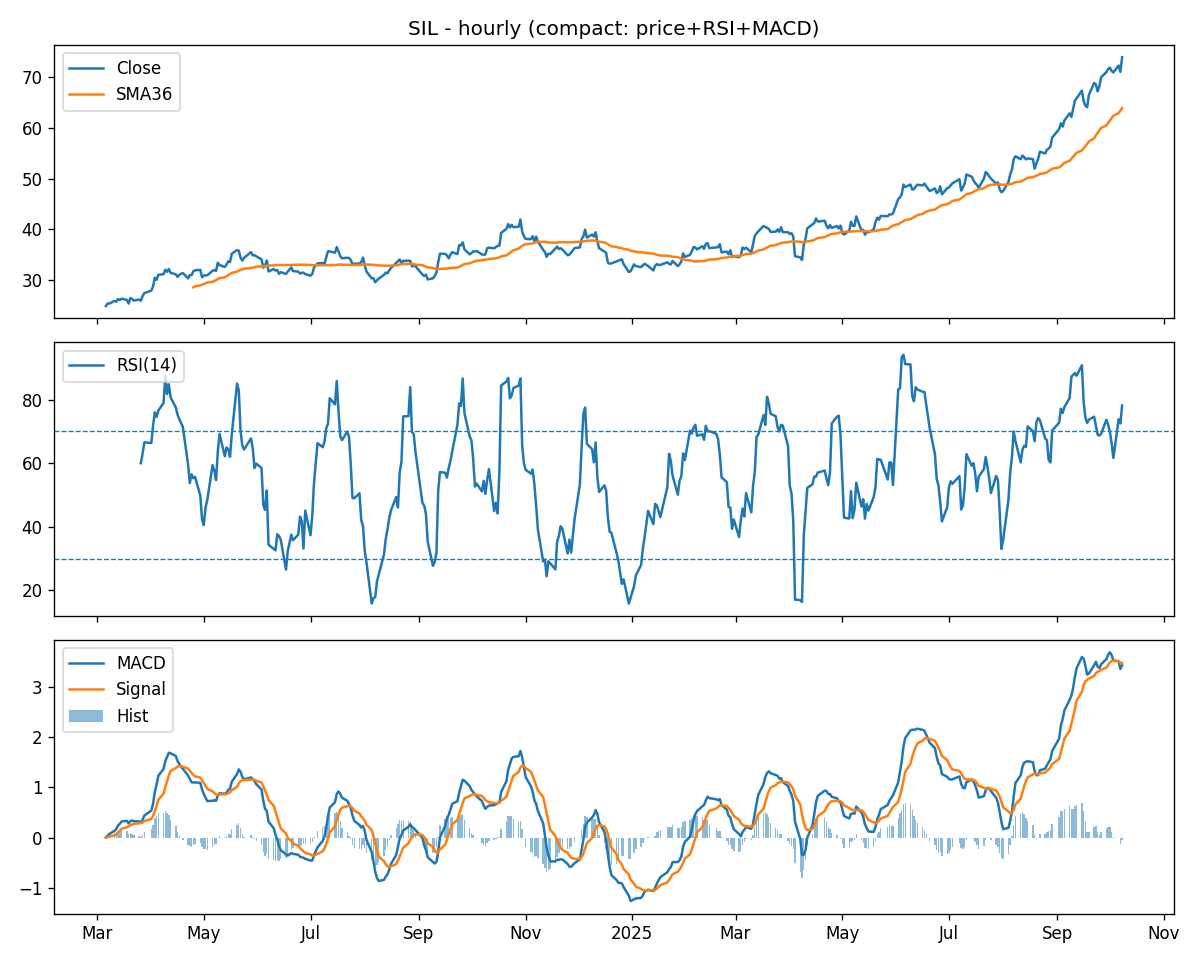 SIL - hourly (compact: price+RSI+MACD)
Close
SMA36
70
60
50
40
30
RSI(14)
80
60
40
20
MACD
Signal
Hist
3
2
1
0
−1
Mar
May
Jul
Sep
Nov
2025
Mar
May
Jul
Sep
Nov